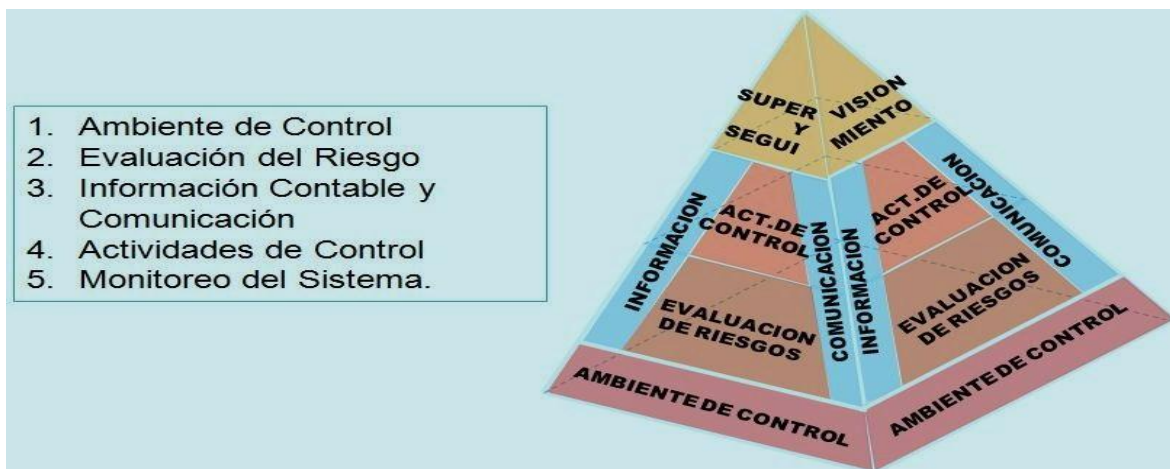 1. Ambiente de Control
2. Evaluación del Riesgo
3. Información Contable y
Comunicación
4. Actividades de Control
5. Monitoreo del Sistema.
SUPER
Y
SEGUI
VISION
MIENTO
INFORMACION
ACT.DE
CONTROL
COMUNICACION
EVALUACION
DE RIESGOS
INFORMACION
ACT.DE
CONTROL
COMUNICACION
EVALUACION
DE RIESGOS
AMBIENTE DE CONTROL
AMBIENTE DE CONTROL